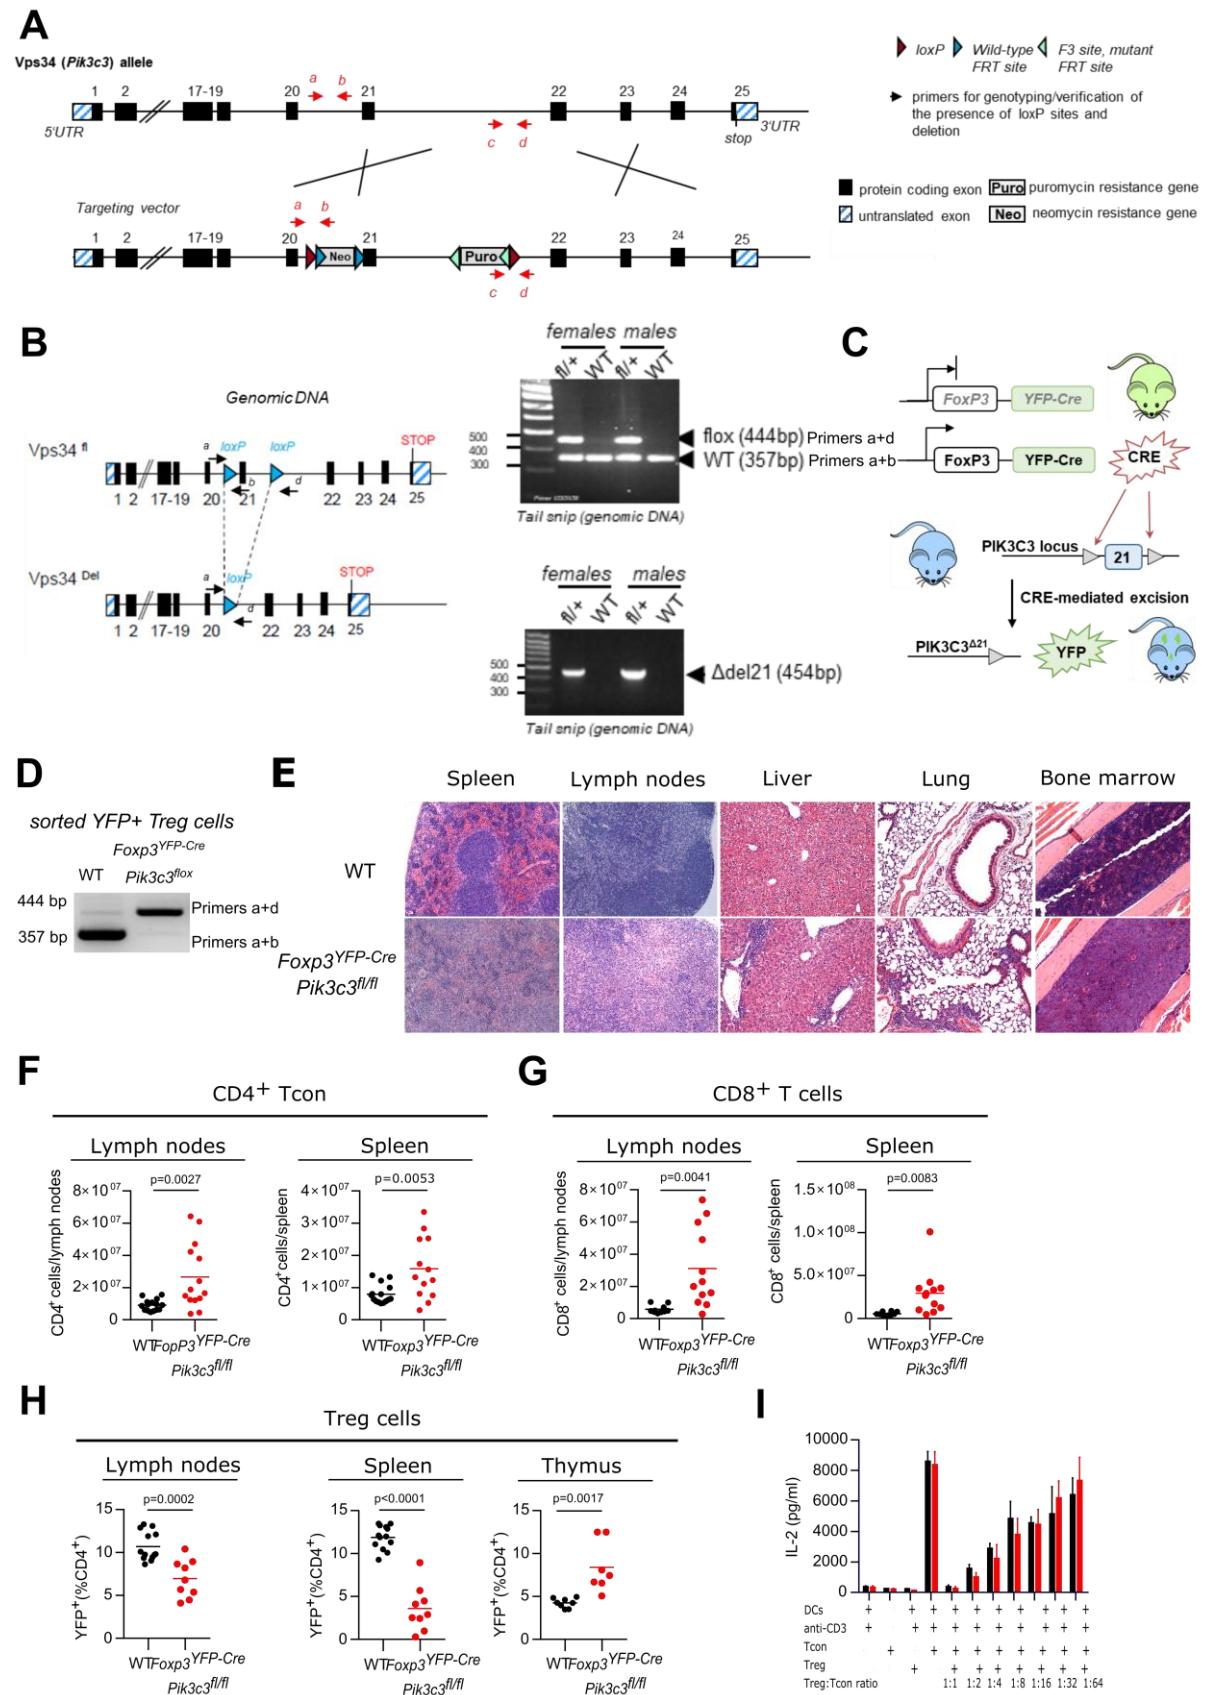 A
Vps34 (Pik3c3) allele
1 2 17-19 20 a b 21 22 23 24 25
5'UTR c d stop 3'UTR
Targeting vector
a b
1 2 17-19 20 21 22 23 24 25
Neo Puro
c d
loxP Wild-type FRT site F3 site, mutant FRT site
primers for genotyping/verification of
the presence of loxP sites and
deletion
protein coding exon Puro puromycin resistance gene
untranslated exon Neo neomycin resistance gene
B
Genomic DNA
Vps34 fl
a loxP loxP STOP
b d
1 2 17-19 20 21 22 23 24 25
Vps34 Del
a loxP STOP
d
1 2 17-19 20 22 23 24 25
females males
fl/+ WT fl/+ WT
500
400
300
flox (444bp) Primers a+d
WT (357bp) Primers a+b
Tail snip (genomic DNA)
females males
fl/+ WT fl/+ WT
500
400
300
Δdel21 (454bp)
Tail snip (genomic DNA)
C
FoxP3 YFP-Cre
FoxP3 YFP-Cre
CRE
PIK3C3 locus 21
CRE-mediated excision
PIK3C3Δ21 YFP
D
sorted YFP+ Treg cells
Foxp3YFP-Cre
WT Pik3c3flox
444 bp Primers a+d
357 bp Primers a+b
E
Spleen Lymph nodes Liver Lung Bone marrow
WT
Foxp3YFP-Cre
Pik3c3fl/fl
F
CD4+ Tcon
Lymph nodes
p=0.0027
CD4+ cells/lymph nodes
8×10 07
6×10 07
4×10 07
2×10 07
0
WT FopP3YFP-Cre
Pik3c3fl/fl
Spleen
p=0.0053
CD4+cells/spleen
4×10 07
3×10 07
2×10 07
1×10 07
0
WT Foxp3YFP-Cre
Pik3c3fl/fl
G
CD8+ T cells
Lymph nodes
p=0.0041
CD8+ cells/lymph nodes
8×10 07
6×10 07
4×10 07
2×10 07
0
WT Foxp3YFP-Cre
Pik3c3fl/fl
Spleen
p=0.0083
CD8+ cells/spleen
1.5×10 08
1.0×10 08
5.0×10 07
0
WT Foxp3YFP-Cre
Pik3c3fl/fl
H
Treg cells
Lymph nodes
p=0.0002
YFP+(%CD4+)
15
10
5
0
WT Foxp3YFP-Cre
Pik3c3fl/fl
Spleen
p<0.0001
YFP+(%CD4+)
15
10
5
0
WT Foxp3YFP-Cre
Pik3c3fl/fl
Thymus
p=0.0017
YFP+(%CD4+)
15
10
5
0
WT Foxp3YFP-Cre
Pik3c3fl/fl
I
IL-2 (pg/ml)
10000
8000
6000
4000
2000
0
DCs + + + + + + + + + +
anti-CD3 + + + + + + + + + +
Tcon + + + + + + + + +
Treg + + + + + + + +
Treg:Tcon ratio 1:1 1:2 1:4 1:8 1:16 1:32 1:64